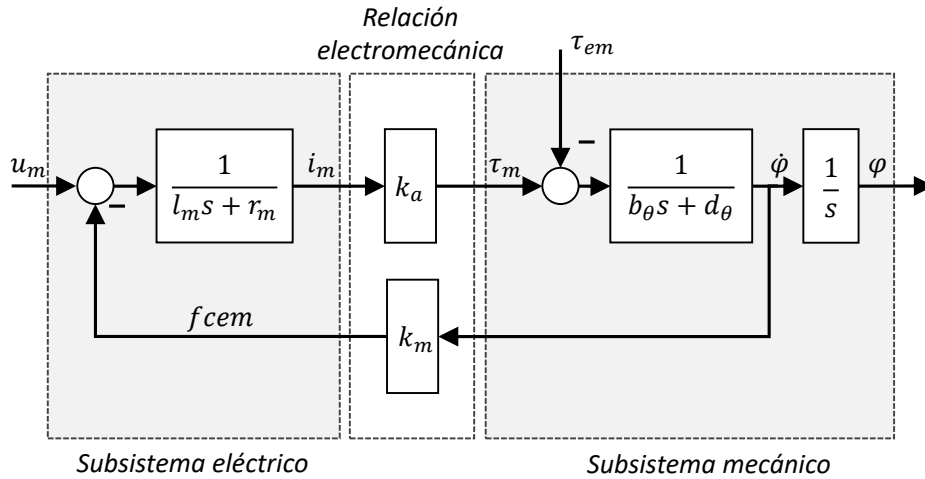 Relación
electromecánica
τ_em
u_m
−
1
l_m s + r_m
i_m
k_a
τ_m
−
1
b_θ s + d_θ
φ̇
1
s
φ
fcem
k_m
Subsistema eléctrico
Subsistema mecánico